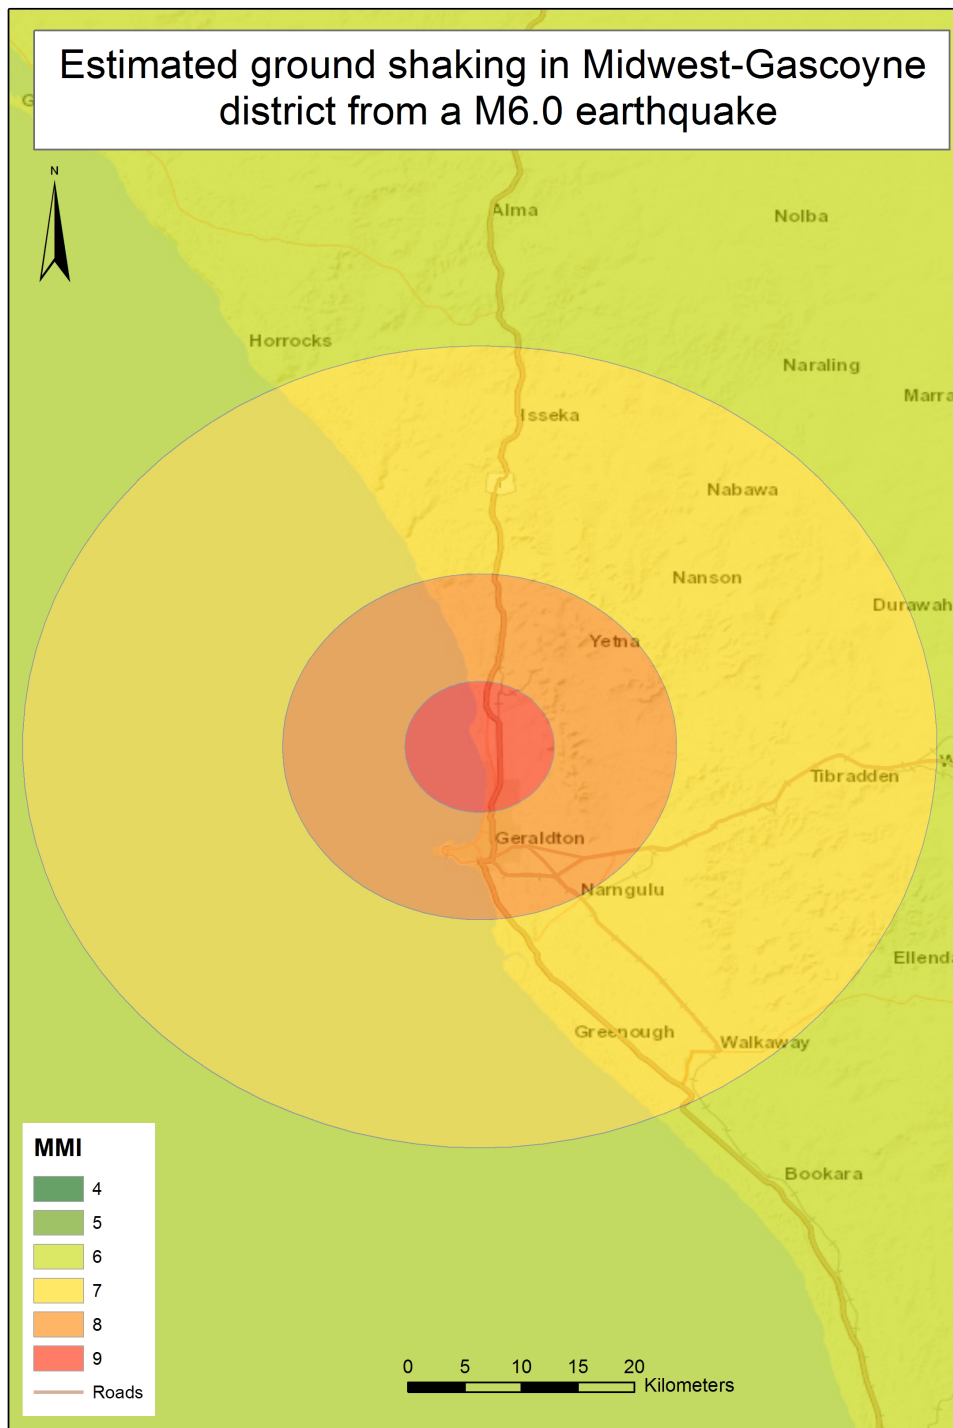 Estimated ground shaking in Midwest-Gascoyne
district from a M6.0 earthquake
G
N
Alma
Nolba
Horrocks
Naraling
Marra
Isseka
Nabawa
Nanson
Durawah
Yetna
W
Tibradden
Geraldton
Narngulu
Ellenda
Greenough
Walkaway
Bookara
MMI
4
5
6
7
8
9
Roads
0 5 10 15 20
Kilometers